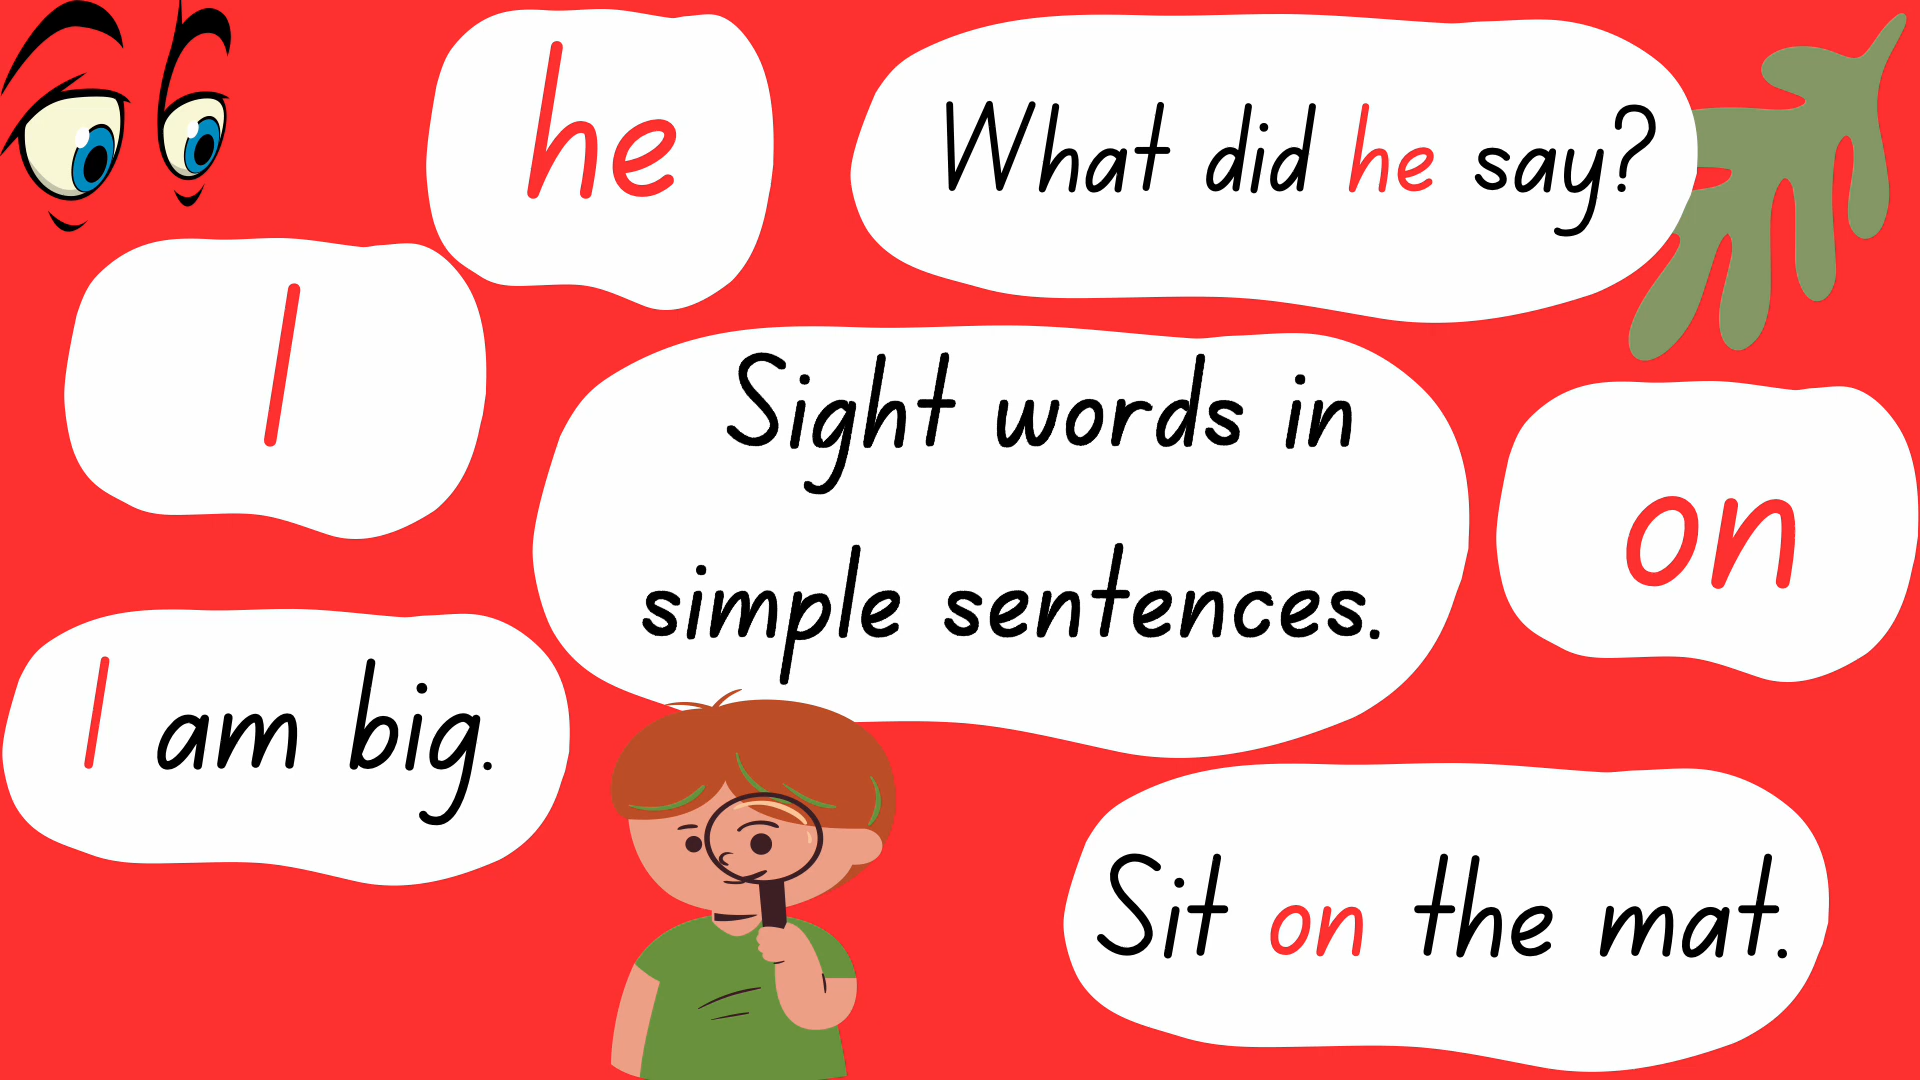 he
What did he say?
I
Sight words in
simple sentences.
on
I am big.
Sit on the mat.